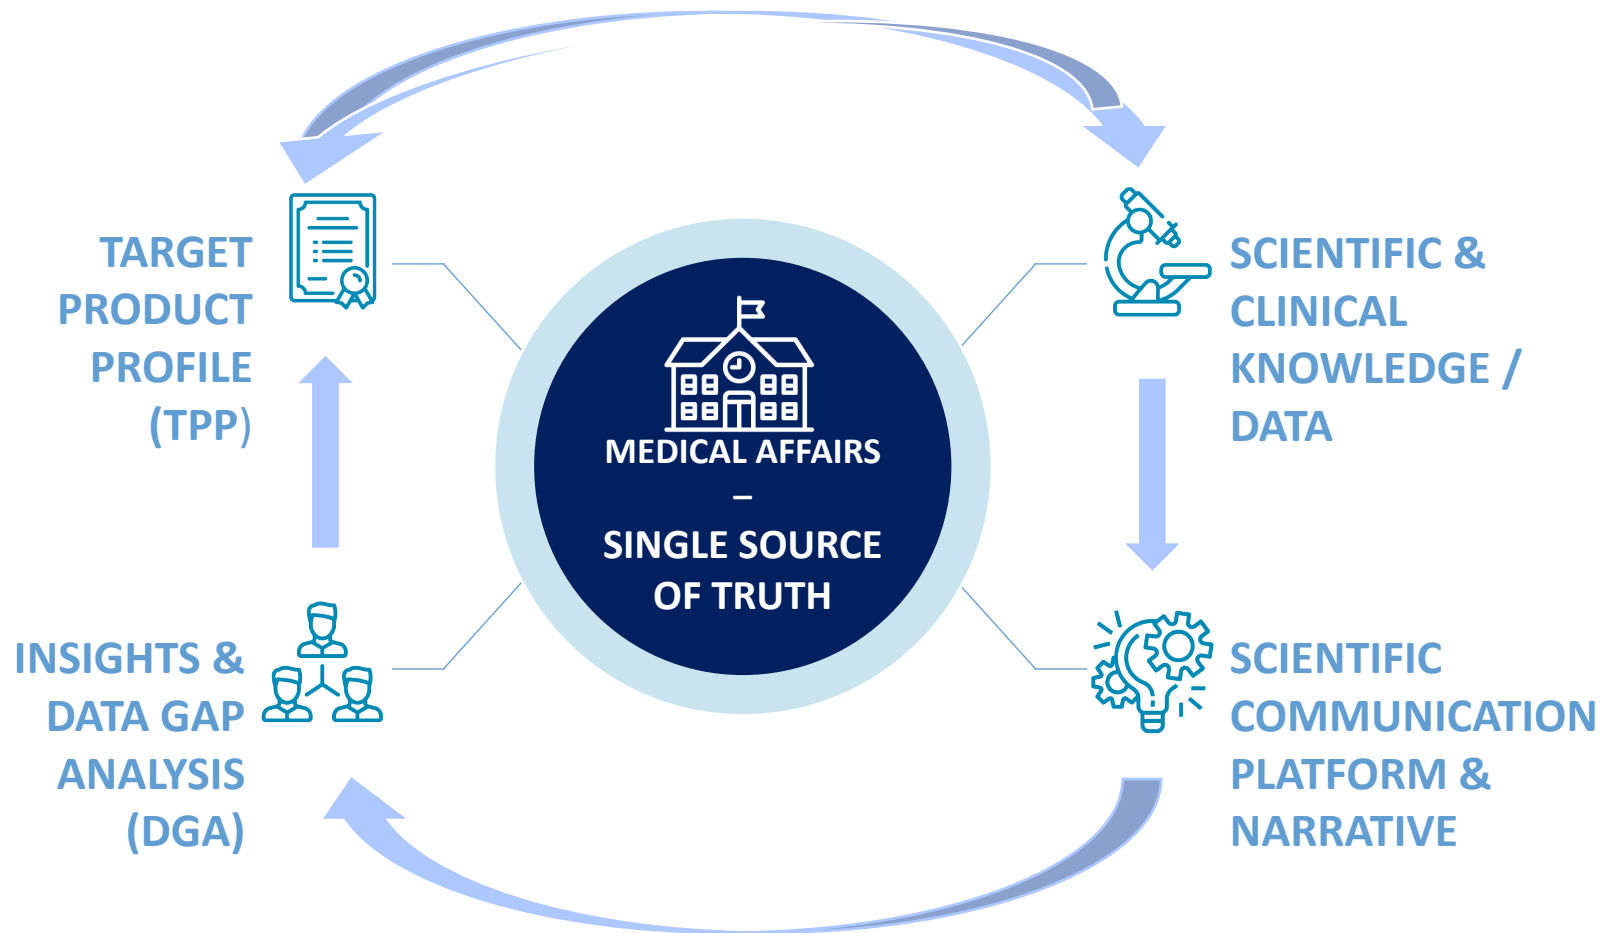 TARGET
PRODUCT
PROFILE
(TPP)
SCIENTIFIC &
CLINICAL
KNOWLEDGE /
DATA
MEDICAL AFFAIRS
–
SINGLE SOURCE
OF TRUTH
INSIGHTS &
DATA GAP
ANALYSIS
(DGA)
SCIENTIFIC
COMMUNICATION
PLATFORM &
NARRATIVE